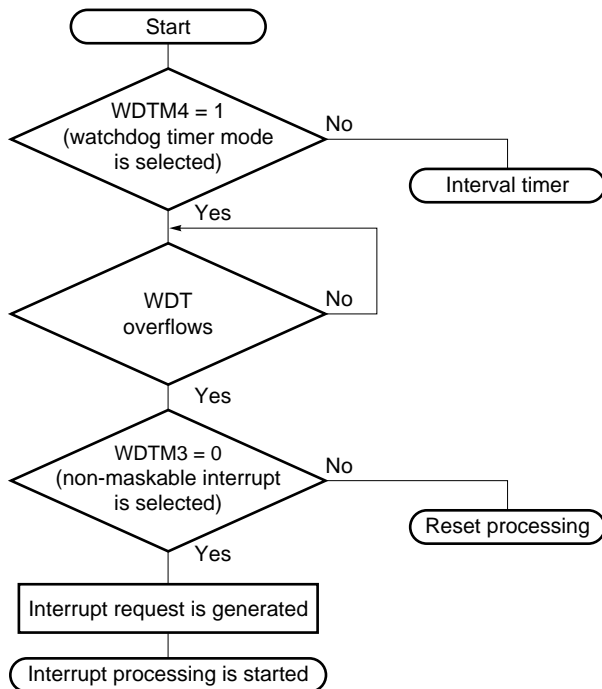 Start
WDTM4 = 1
(watchdog timer mode
is selected)
No
Interval timer
Yes
WDT
overflows
No
Yes
WDTM3 = 0
(non-maskable interrupt
is selected)
No
Reset processing
Yes
Interrupt request is generated
Interrupt processing is started